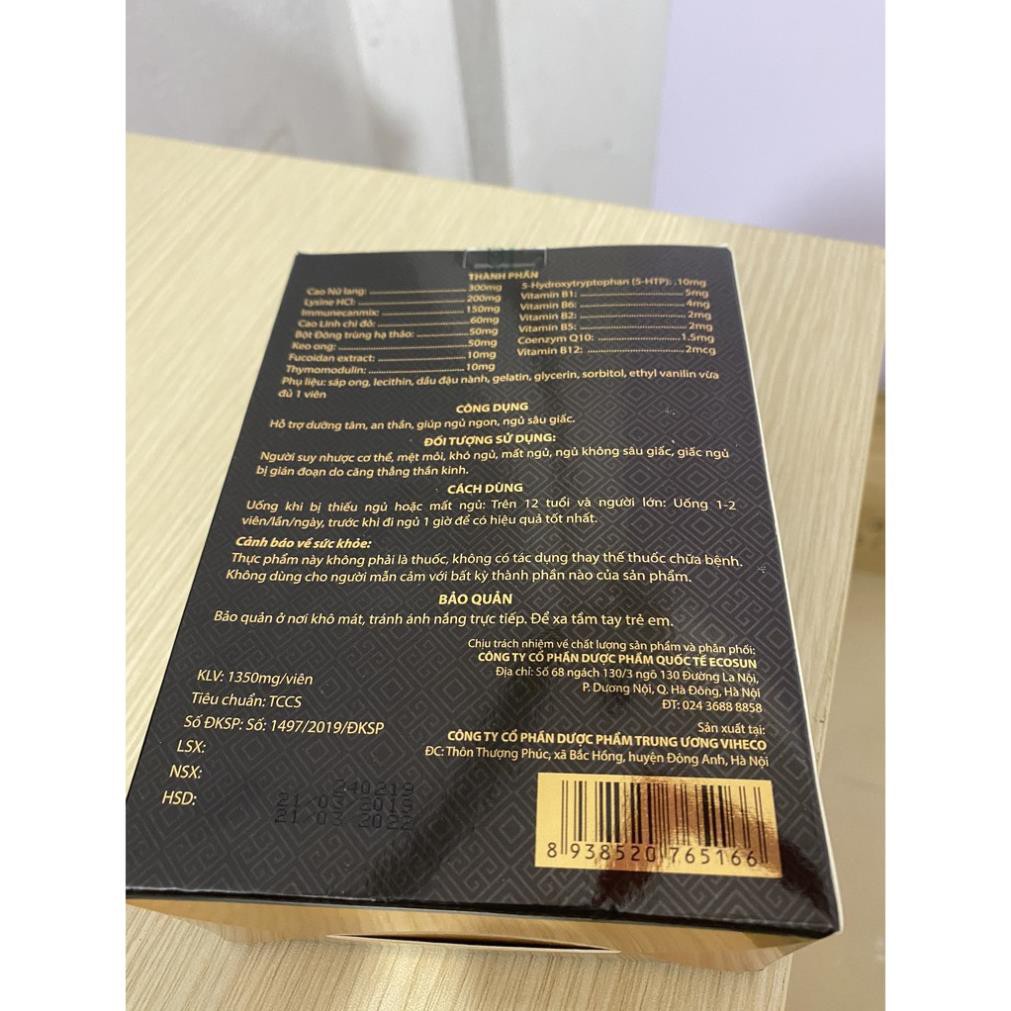 THÀNH PHẦN
Cao Nữ lang: 300mg
Lysine HCl: 200mg
Immunecanmix: 150mg
Cao Linh chi đỏ: 60mg
Bột Đông trùng hạ thảo: 50mg
Keo ong: 50mg
Fucoidan extract: 10mg
Thymomodulin: 10mg
5-Hydroxytryptophan (5-HTP): 10mg
Vitamin B1: 5mg
Vitamin B6: 4mg
Vitamin B2: 2mg
Vitamin B5: 2mg
Coenzym Q10: 1.5mg
Vitamin B12: 2mcg
Phụ liệu: sáp ong, lecithin, dầu đậu nành, gelatin, glycerin, sorbitol, ethyl vanilin vừa
đủ 1 viên
CÔNG DỤNG
Hỗ trợ dưỡng tâm, an thần, giúp ngủ ngon, ngủ sâu giấc.
ĐỐI TƯỢNG SỬ DỤNG:
Người suy nhược cơ thể, mệt mỏi, khó ngủ, mất ngủ, ngủ không sâu giấc, giấc ngủ
bị gián đoạn do căng thẳng thần kinh.
CÁCH DÙNG
Uống khi bị thiếu ngủ hoặc mất ngủ: Trên 12 tuổi và người lớn: Uống 1-2
viên/lần/ngày, trước khi đi ngủ 1 giờ để có hiệu quả tốt nhất.
Cảnh báo về sức khỏe:
Thực phẩm này không phải là thuốc, không có tác dụng thay thế thuốc chữa bệnh.
Không dùng cho người mẫn cảm với bất kỳ thành phần nào của sản phẩm.
BẢO QUẢN
Bảo quản ở nơi khô mát, tránh ánh nắng trực tiếp. Để xa tầm tay trẻ em.
Chịu trách nhiệm về chất lượng sản phẩm và phân phối:
CÔNG TY CỔ PHẦN DƯỢC PHẨM QUỐC TẾ ECOSUN
Địa chỉ: Số 68 ngách 130/3 ngõ 130 Đường La Nội,
P. Dương Nội, Q. Hà Đông, Hà Nội
ĐT: 024 3688 8858
Sản xuất tại:
CÔNG TY CỔ PHẦN DƯỢC PHẨM TRUNG ƯƠNG VIHECO
ĐC: Thôn Thượng Phúc, xã Bắc Hồng, huyện Đông Anh, Hà Nội
KLV: 1350mg/viên
Tiêu chuẩn: TCCS
Số ĐKSP: Số: 1497/2019/ĐKSP
LSX: 240219
NSX: 21 03 2019
HSD: 21 03 2022
8 938520 765166